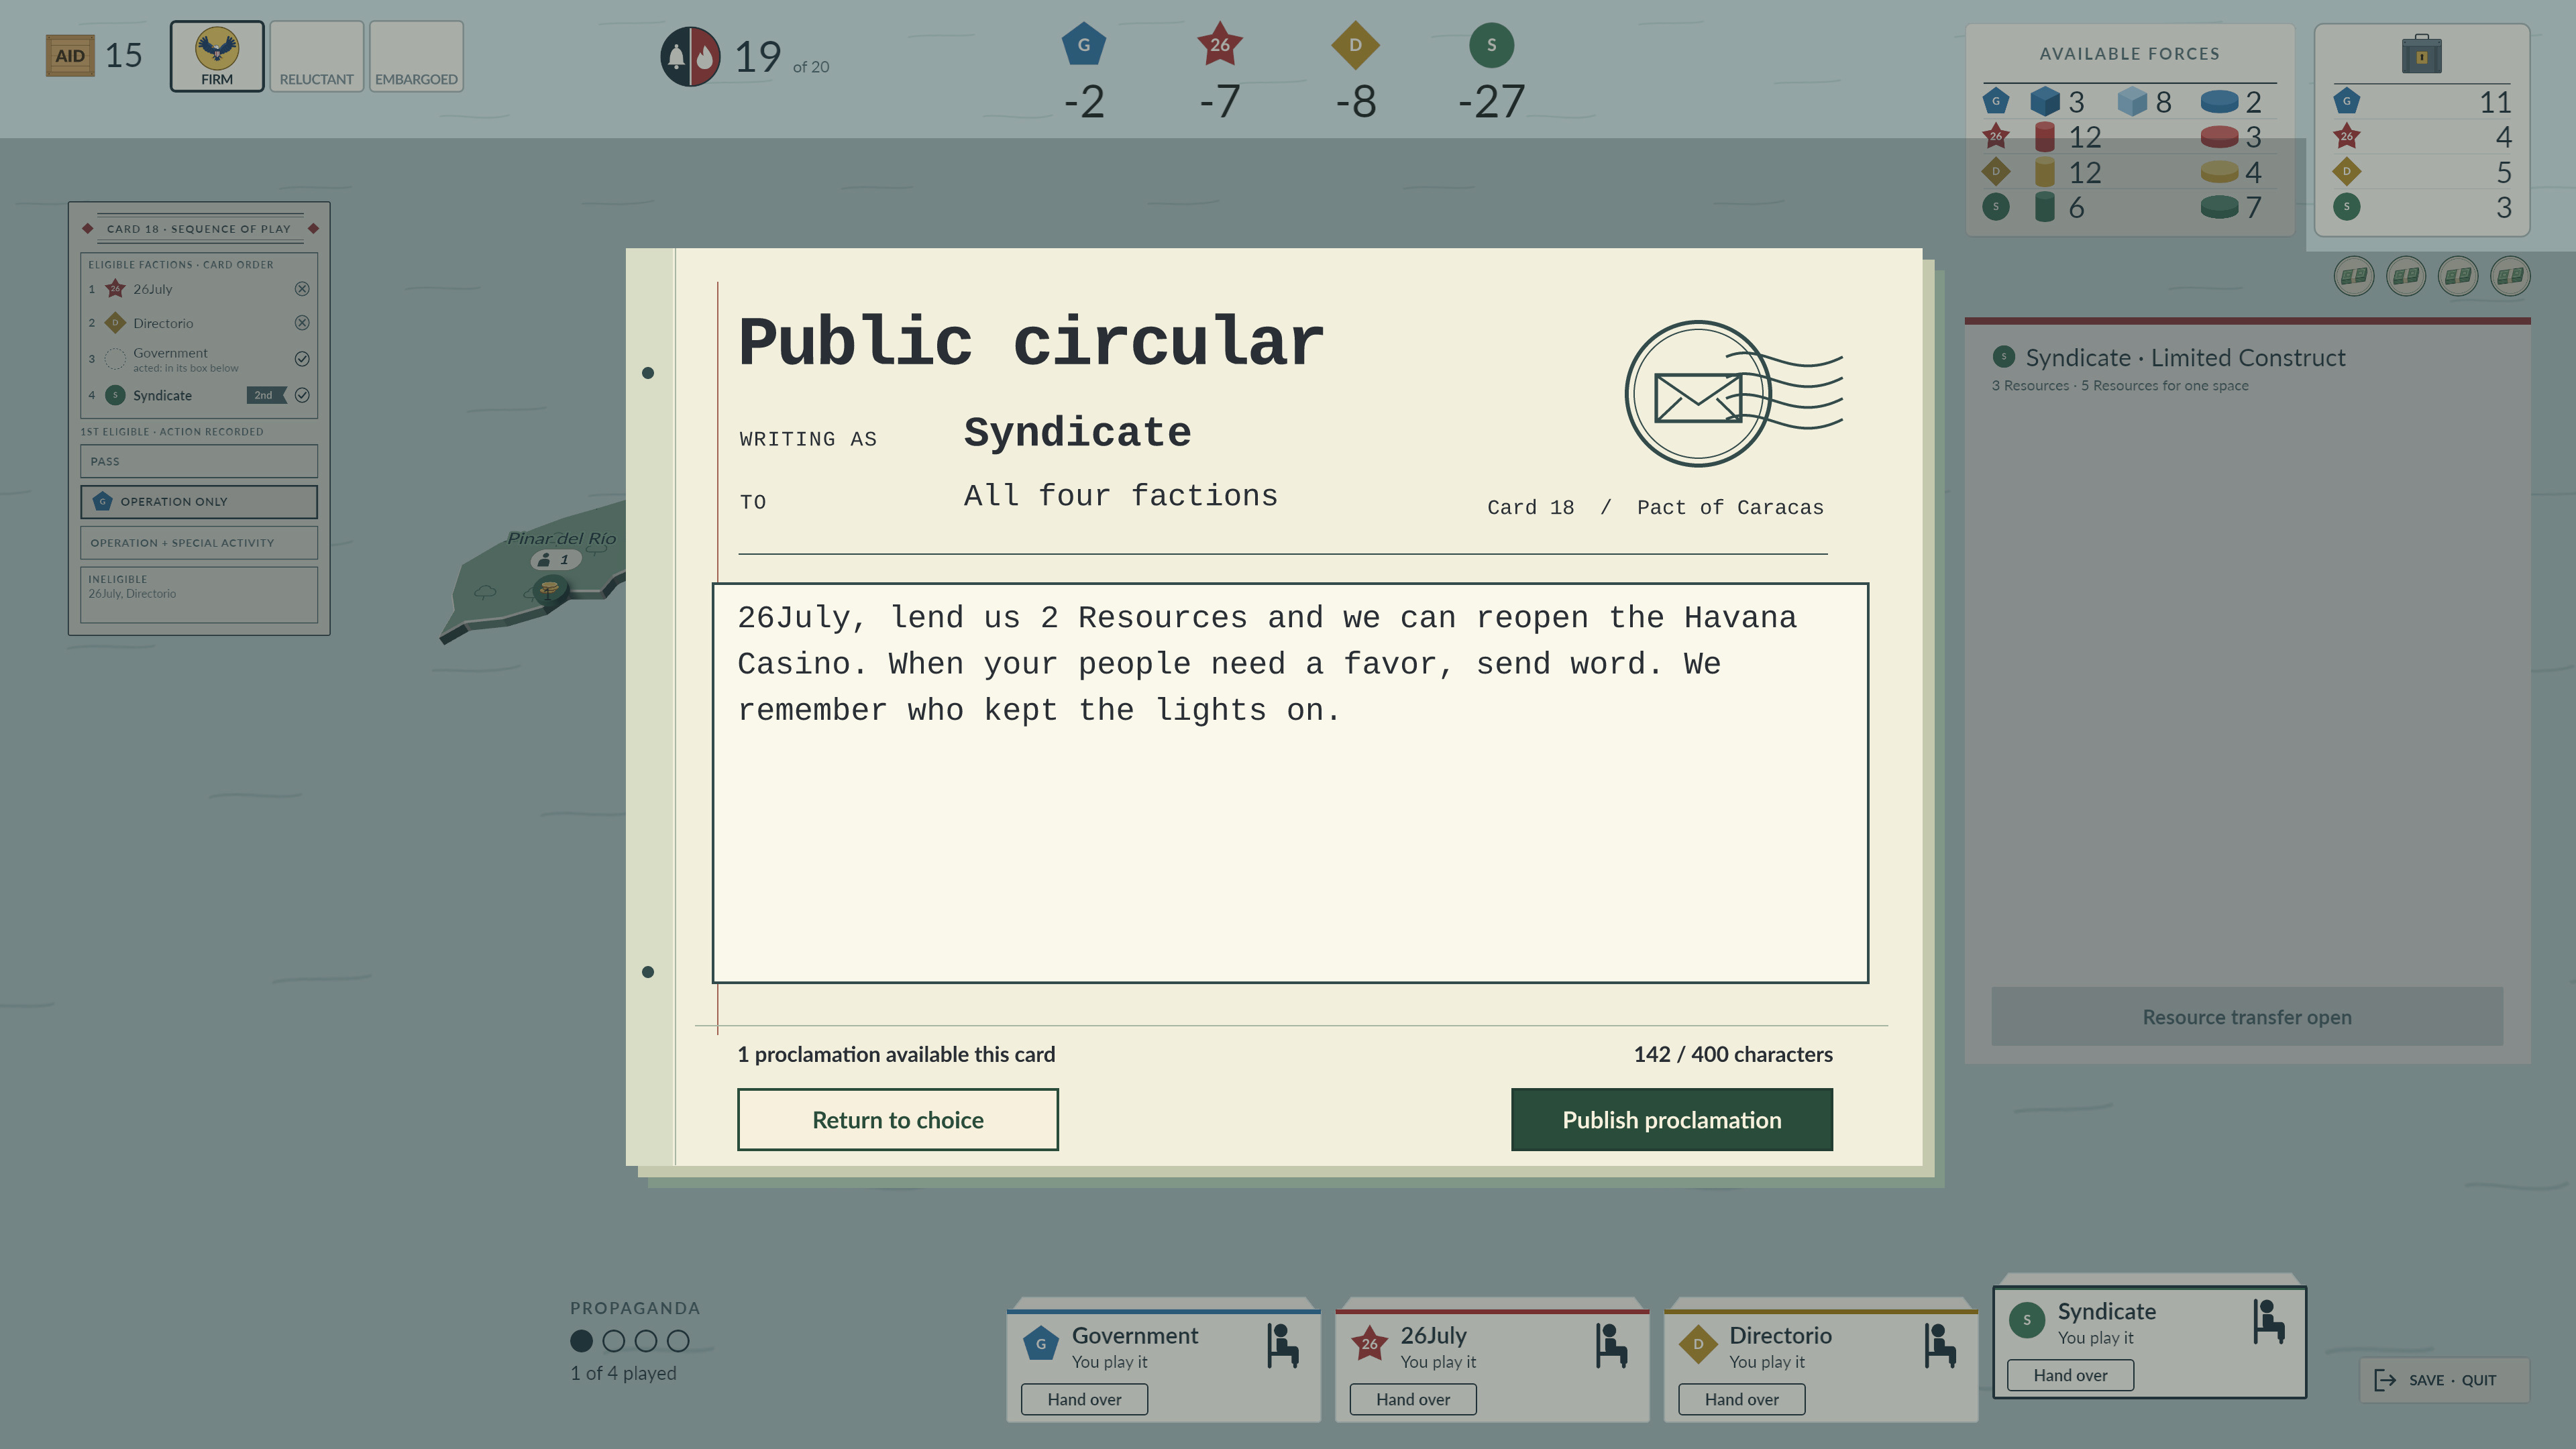 AID 15
FIRM
RELUCTANT
EMBARGOED
19 of 20
G
26
D
S
-2
-7
-8
-27
AVAILABLE FORCES
G 3 8 2
26 12 3
D 12 4
S 6 7
G 11
26 4
D 5
S 3
CARD 18 · SEQUENCE OF PLAY
ELIGIBLE FACTIONS · CARD ORDER
1 26 26July
2 D Directorio
3 Government
acted: in its box below
4 S Syndicate 2nd
1ST ELIGIBLE · ACTION RECORDED
PASS
G OPERATION ONLY
OPERATION + SPECIAL ACTIVITY
INELIGIBLE
26July, Directorio
Pinar del Río
1
1
Public circular
WRITING AS Syndicate
TO All four factions
Card 18 / Pact of Caracas
26July, lend us 2 Resources and we can reopen the Havana
Casino. When your people need a favor, send word. We
remember who kept the lights on.
1 proclamation available this card
142 / 400 characters
Return to choice
Publish proclamation
S Syndicate · Limited Construct
3 Resources · 5 Resources for one space
Resource transfer open
PROPAGANDA
1 of 4 played
G Government
You play it
Hand over
26 26July
You play it
Hand over
D Directorio
You play it
Hand over
S Syndicate
You play it
Hand over
SAVE · QUIT